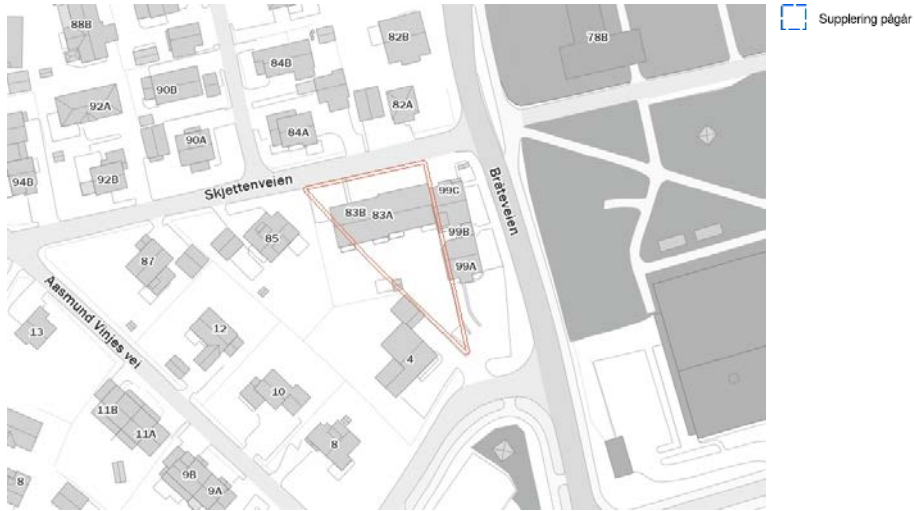 Supplering pågår
88B
82B
78B
84B
90B
92A
82A
84A
90A
94B
92B
Skjettenveien
Bråteveien
99C
83B
83A
99B
85
87
99A
Aasmund Vinjes vei
13
12
4
10
11B
11A
8
9B
9A
8